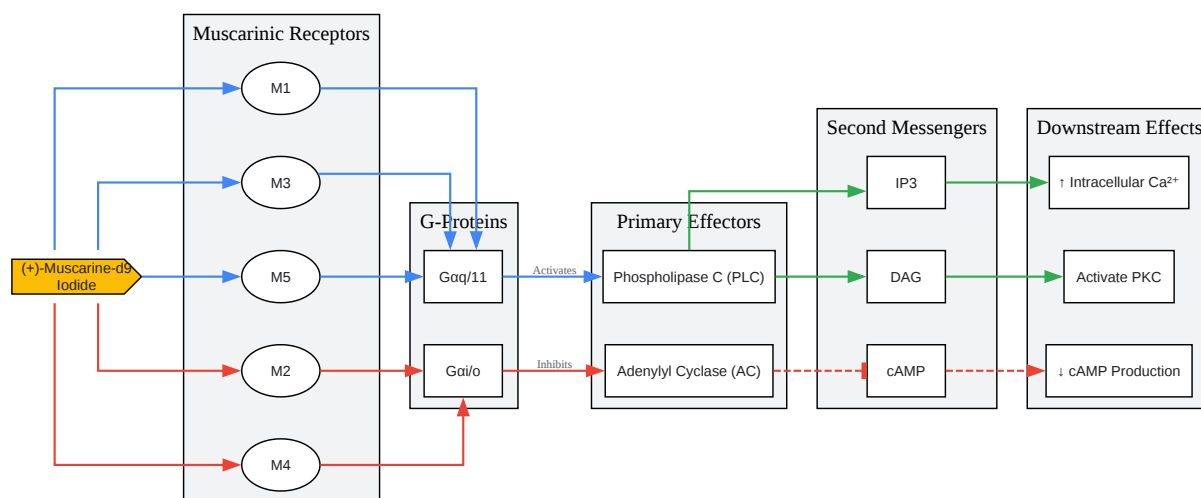 Muscarinic Receptors
M1
M3
M5
M2
M4
(+)-Muscarine-d9
Iodide
G-Proteins
Gαq/11
Gαi/o
Activates
Inhibits
Primary Effectors
Phospholipase C (PLC)
Adenylyl Cyclase (AC)
Second Messengers
IP3
DAG
cAMP
Downstream Effects
↑ Intracellular Ca²⁺
Activate PKC
↓ cAMP Production